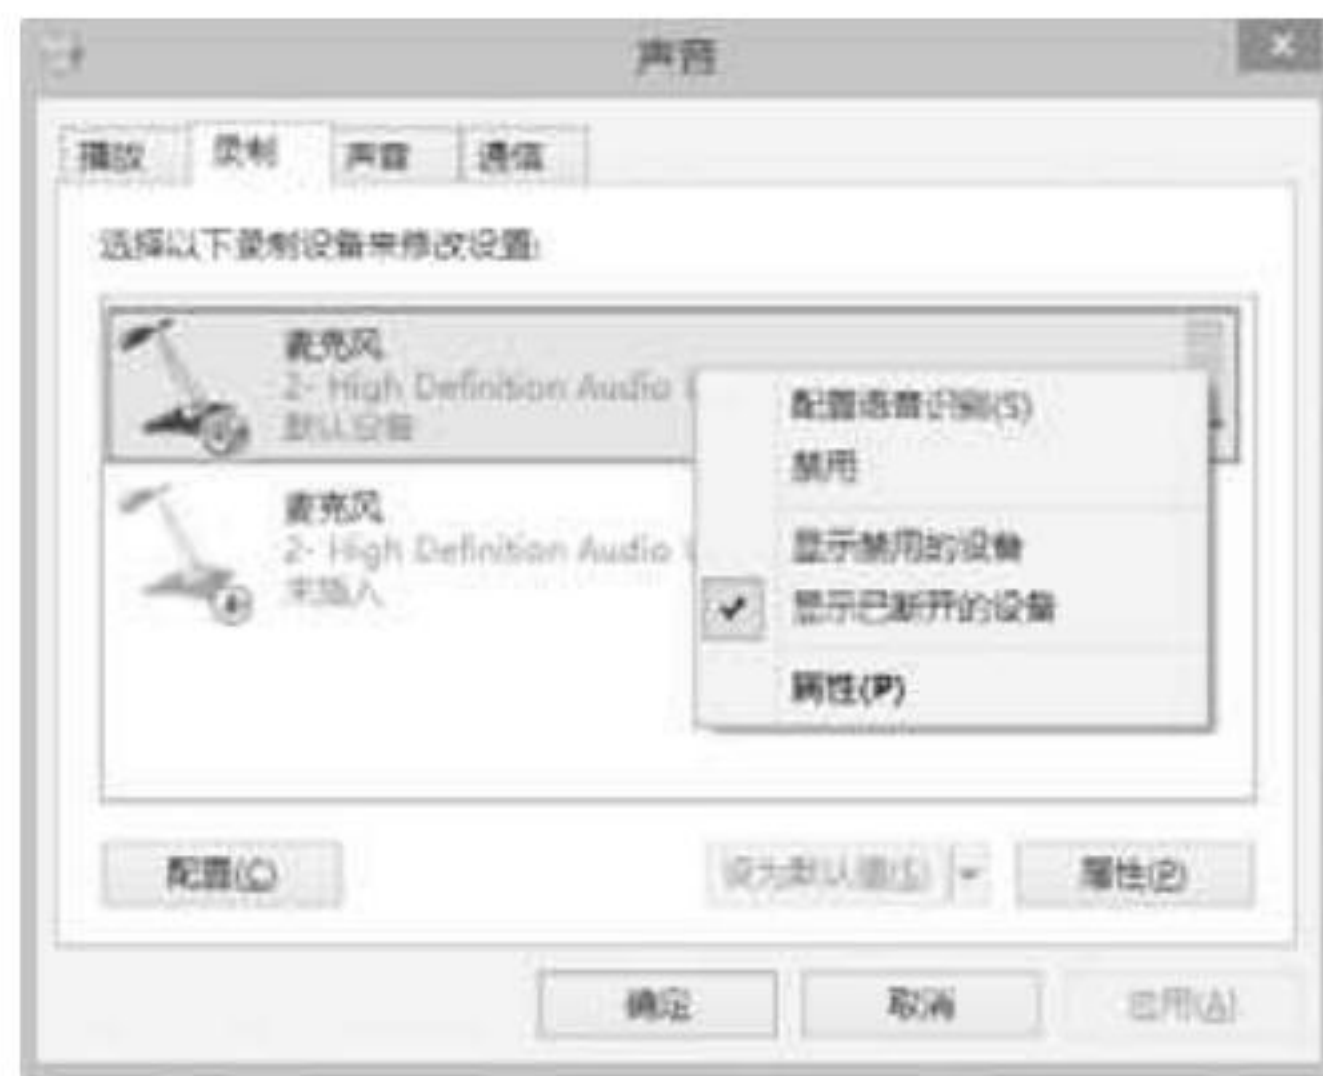 声音
播放 录制 声音 通信
选择以下录制设备来修改设置:
麦克风
2- High Definition Audio
默认设备
麦克风
2- High Definition Audio
未插入
配置语音识别(S)
禁用
显示禁用的设备
显示已断开的设备
属性(P)
配置(C) 设为默认值(S) 属性(P)
确定 取消 应用(A)